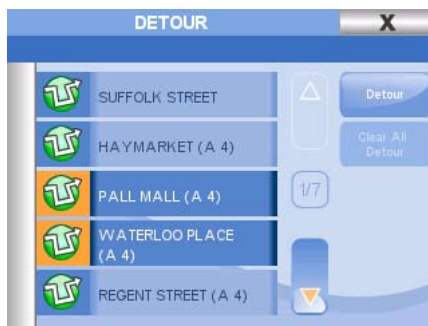 DETOUR
X
SUFFOLK STREET
HAYMARKET (A 4)
PALL MALL (A 4)
WATERLOO PLACE
(A 4)
REGENT STREET (A 4)
1/7
Detour
Clear All
Detour